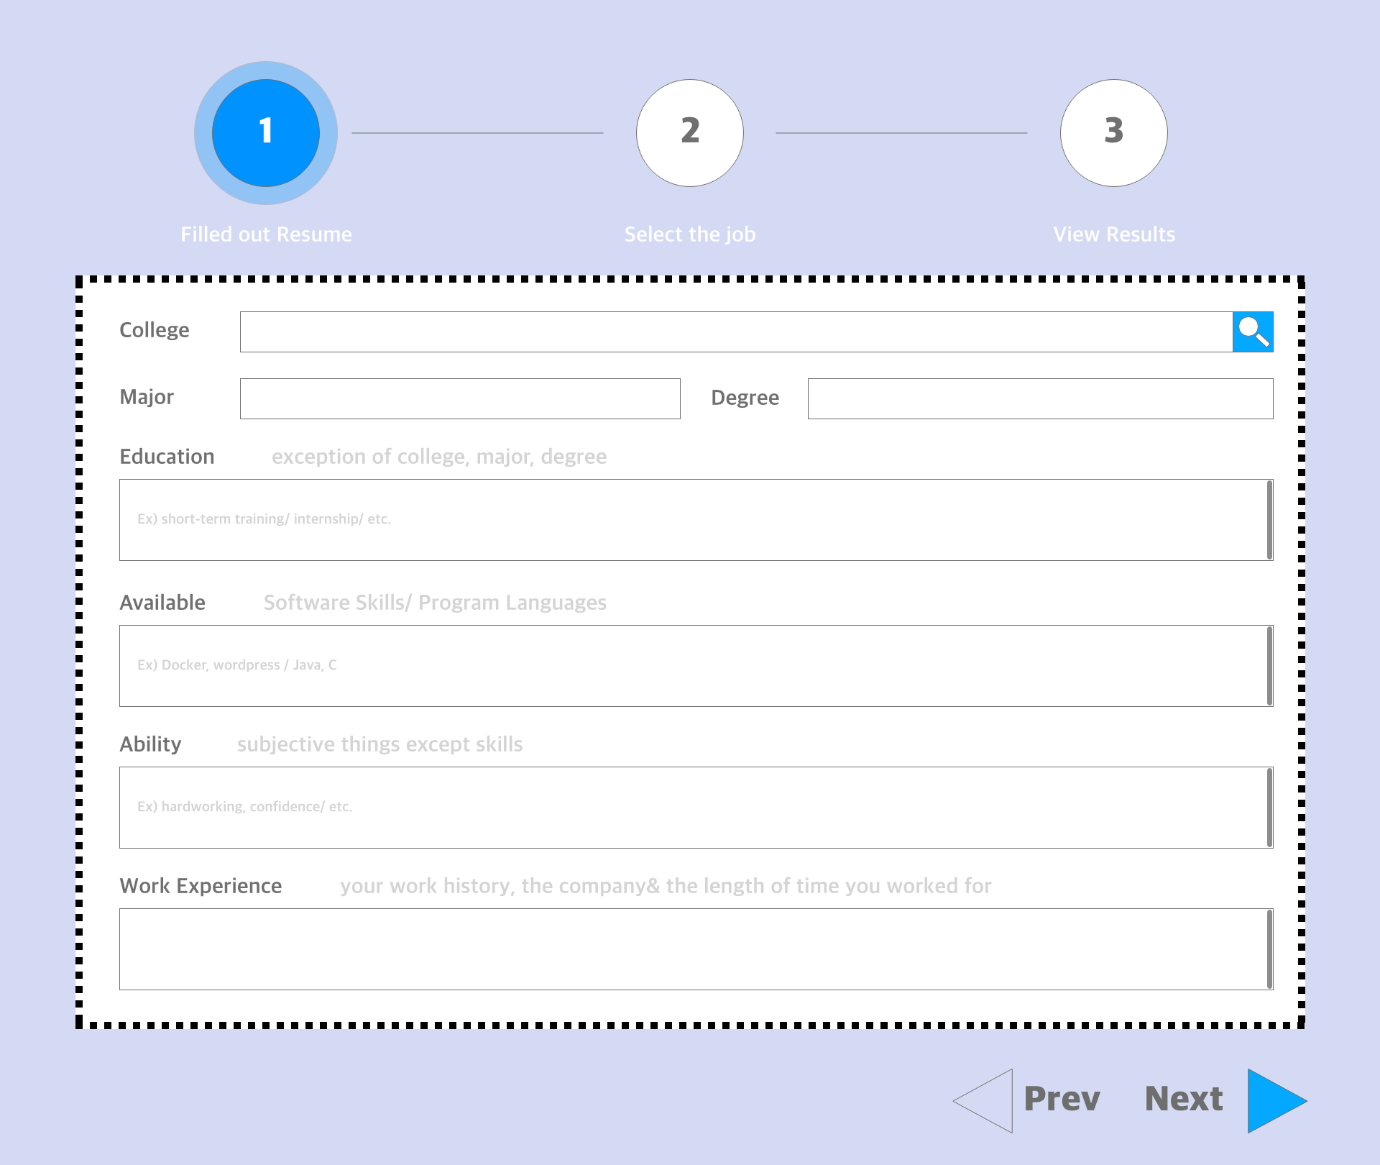 1
2
3
Filled out Resume
Select the job
View Results
College
Major
Degree
Education exception of college, major, degree
Ex) short-term training/ internship/ etc.
Available Software Skills/ Program Languages
Ex) Docker, wordpress / Java, C
Ability subjective things except skills
Ex) hardworking, confidence/ etc.
Work Experience your work history, the company& the length of time you worked for
Prev
Next